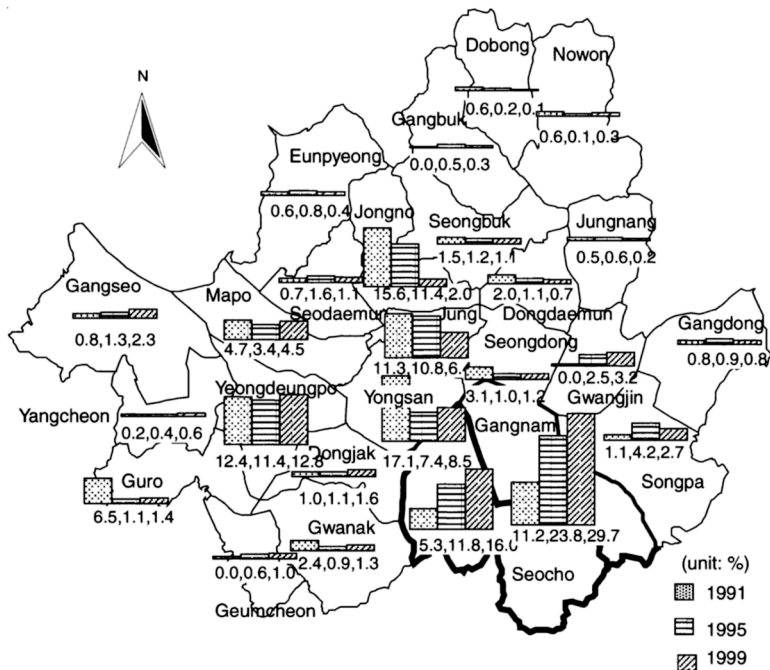 Dobong
Nowon
N
0.6,0.2,0.1
Gangbuk
0.6,0.1,0.3
Eunpyeong
0.0,0.5,0.3
0.6,0.8,0.4
Jongno
Seongbuk
Jungnang
1.5,1.2,1.1
0.5,0.6,0.2
Gangseo
Mapo
0.7,1.6,1.1
15.6,11.4,2.0
2.0,1.1,0.7
Seodaemun
Jung
Dongdaemun
0.8,1.3,2.3
4.7,3.4,4.5
Seongdong
Gangdong
11.3,10.8,6.
0.0,2.5,3.2
0.8,0.9,0.8
Yeongdeungpo
Yongsan
3.1,1.0,1.2
Gwangjin
Yangcheon
0.2,0.4,0.6
Gangnam
12.4,11.4,12.8
17.1,7.4,8.5
1.1,4.2,2.7
Dongjak
Guro
Songpa
1.0,1.1,1.6
6.5,1.1,1.4
Gwanak
5.3,11.8,16.0
11.2,23.8,29.7
2.4,0.9,1.3
0.0,0.6,1.0
Seocho
(unit: %)
Geumcheon
1991
1995
1999